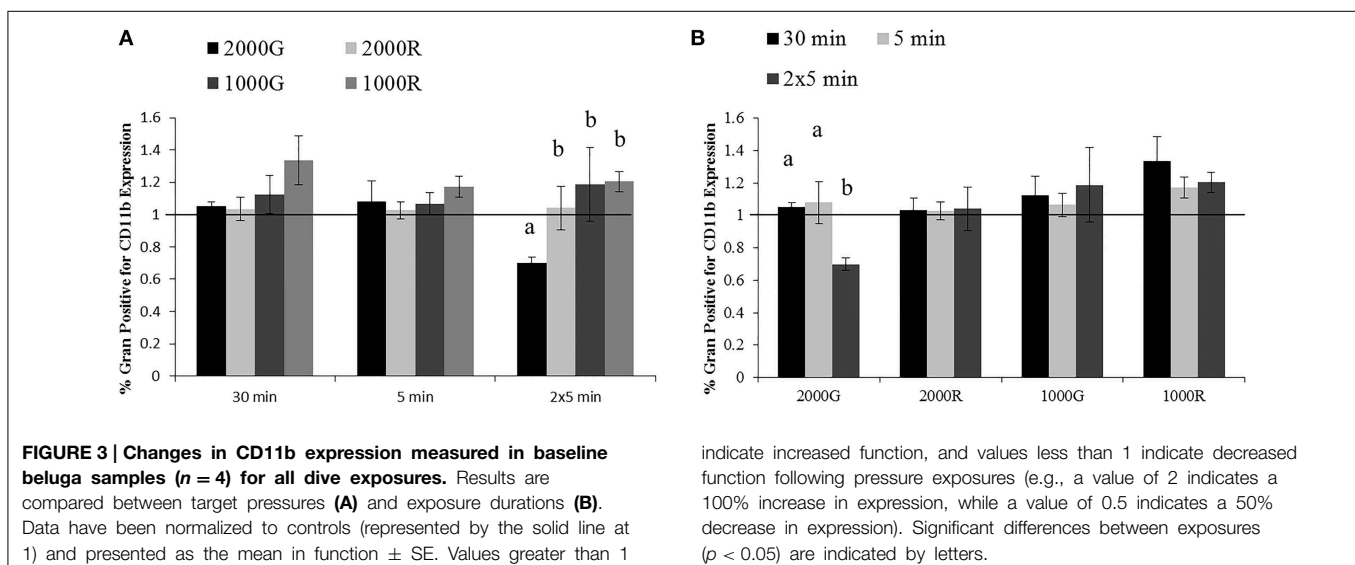 A
2000G 2000R
1000G 1000R
% Gran Positive for CD11b Expression
1.6
1.4
1.2
1
0.8
0.6
0.4
0.2
0
a b b b
30 min 5 min 2x5 min
B
30 min 5 min
2x5 min
% Gran Positive for CD11b Expression
1.6
1.4
1.2
1
0.8
0.6
0.4
0.2
0
a a b
2000G 2000R 1000G 1000R
FIGURE 3 | Changes in CD11b expression measured in baseline
beluga samples (n = 4) for all dive exposures. Results are
compared between target pressures (A) and exposure durations (B).
Data have been normalized to controls (represented by the solid line at
1) and presented as the mean in function ± SE. Values greater than 1
indicate increased function, and values less than 1 indicate decreased
function following pressure exposures (e.g., a value of 2 indicates a
100% increase in expression, while a value of 0.5 indicates a 50%
decrease in expression). Significant differences between exposures
(p < 0.05) are indicated by letters.